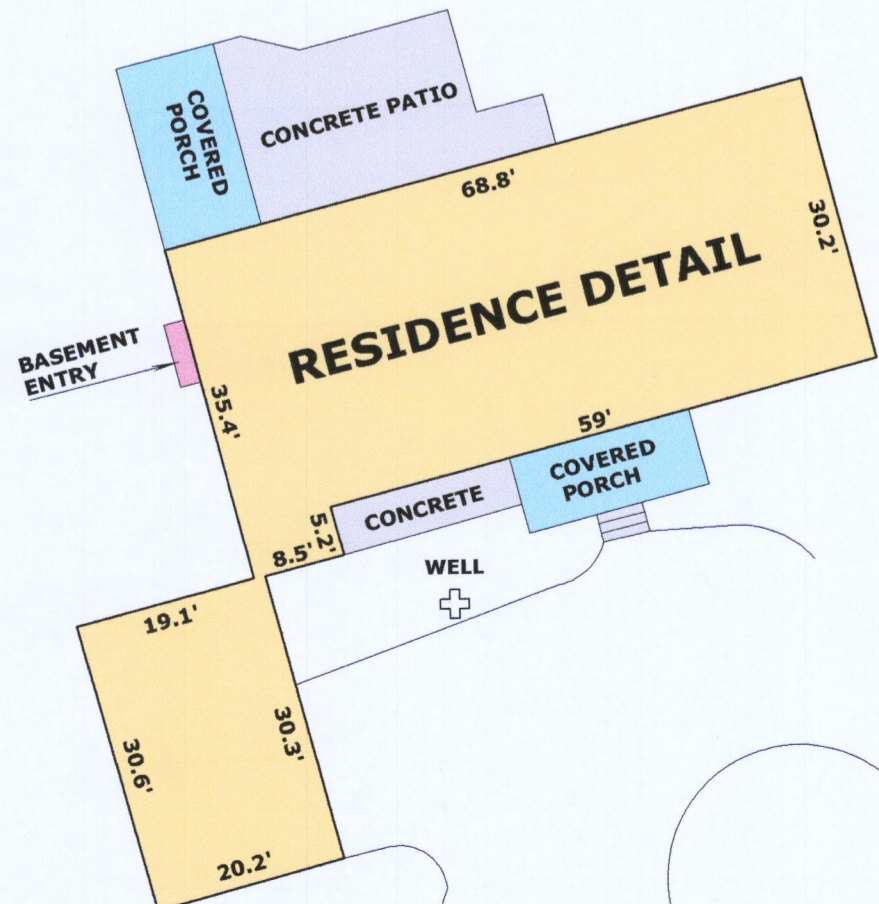 COVERED
PORCH
CONCRETE PATIO
68.8'
30.2'
RESIDENCE DETAIL
BASEMENT
ENTRY
35.4'
59'
COVERED
PORCH
CONCRETE
5.2'
8.5'
WELL
19.1'
30.3'
30.6'
20.2'